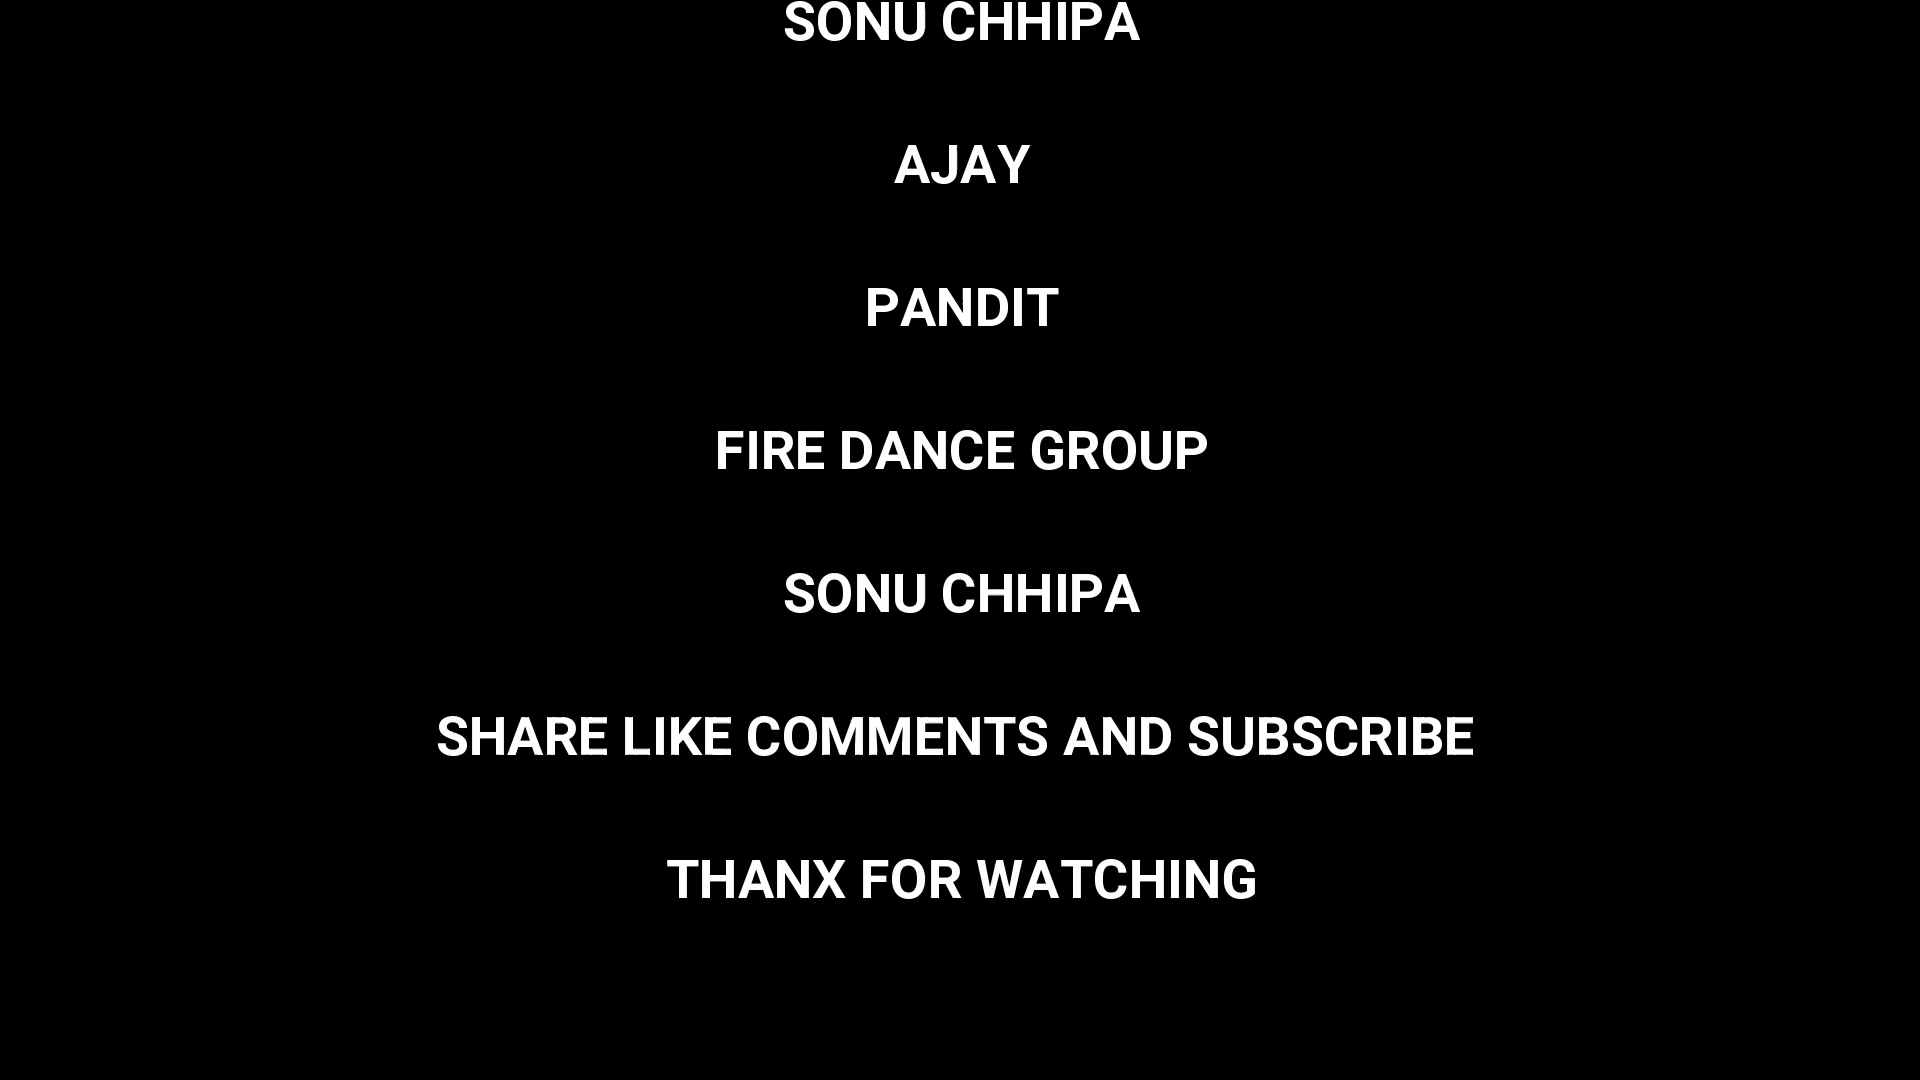 SONU CHHIPA
AJAY
PANDIT
FIRE DANCE GROUP
SONU CHHIPA
SHARE LIKE COMMENTS AND SUBSCRIBE
THANX FOR WATCHING